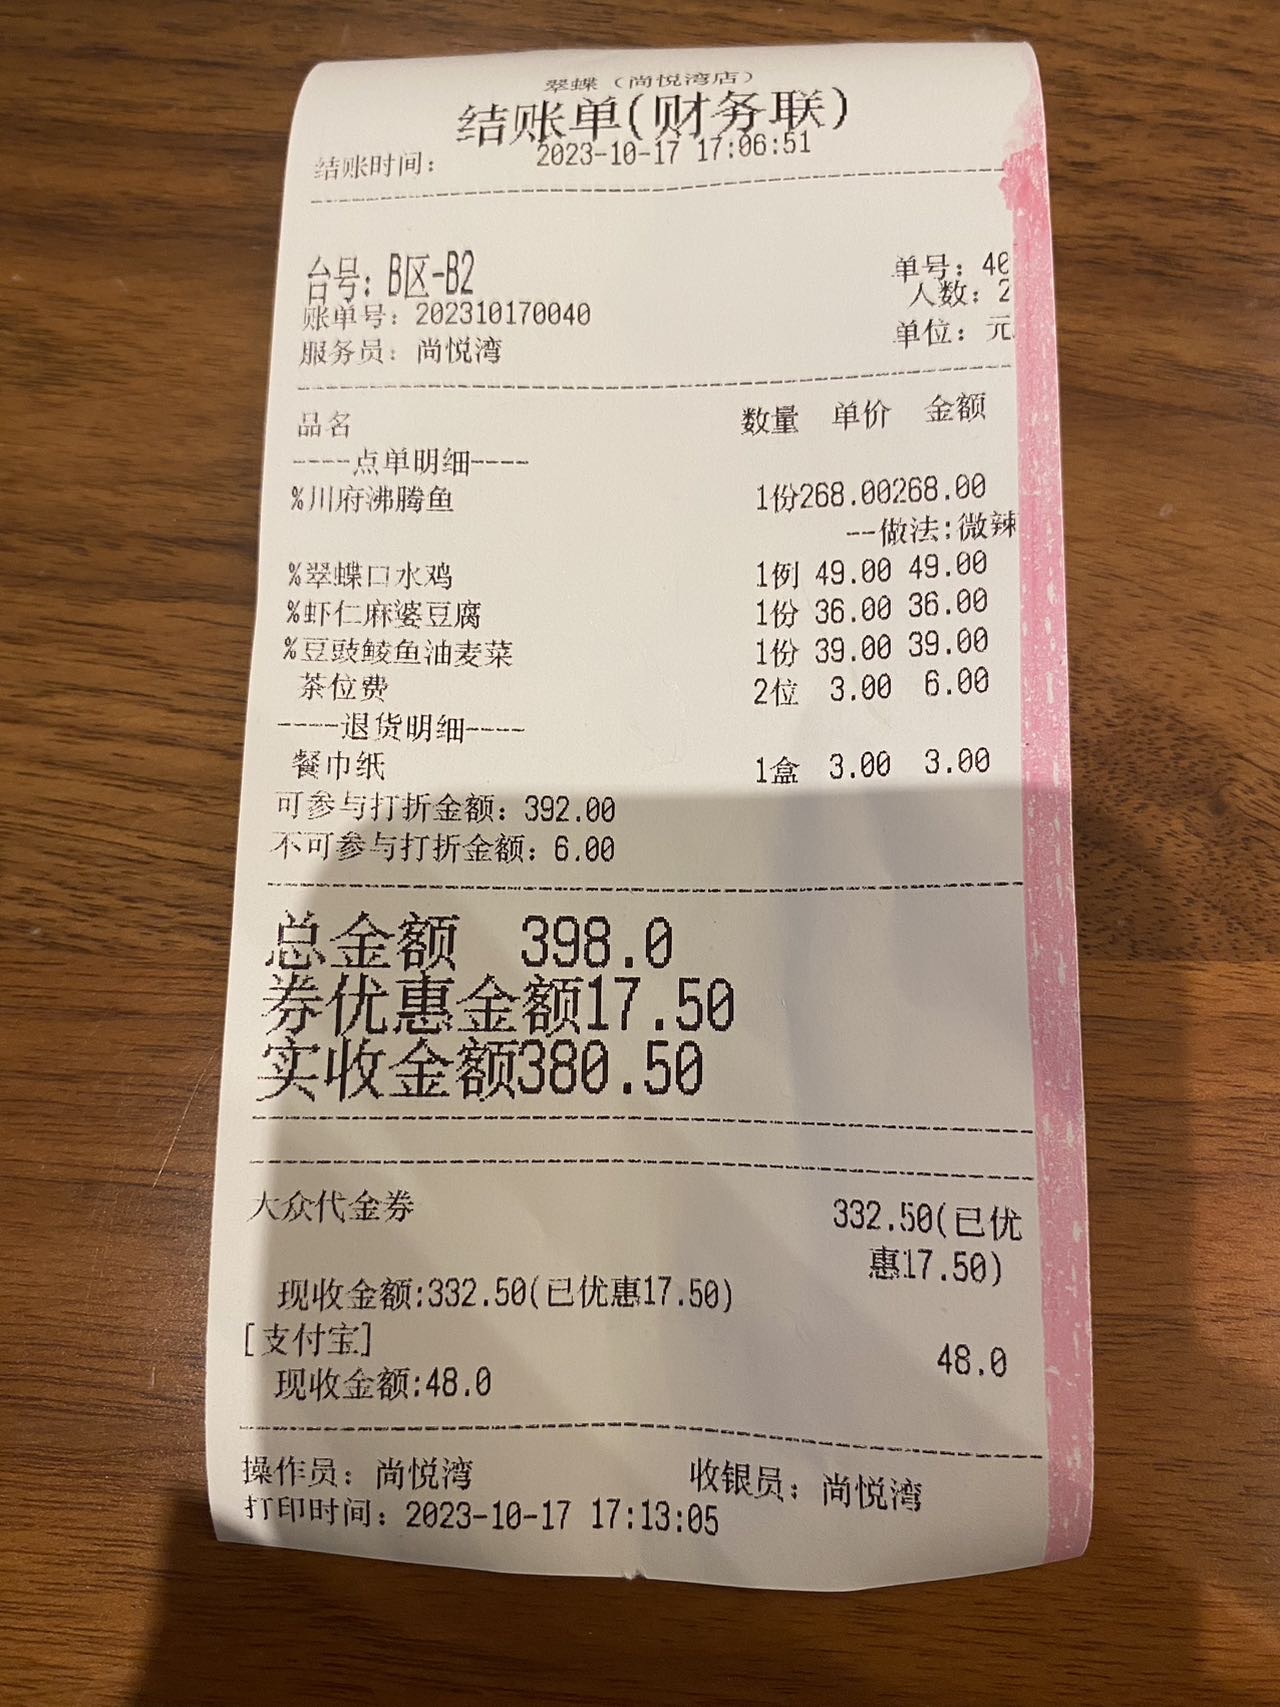 翠蝶（尚悦湾店）
结账单(财务联)
结账时间： 2023-10-17 17:06:51
台号：B区-B2 单号：40
账单号：202310170040 人数：2
服务员：尚悦湾 单位：元
品名 数量 单价 金额
----点单明细----
%川府沸腾鱼 1份268.00268.00
--做法:微辣
%翠蝶口水鸡 1例 49.00 49.00
%虾仁麻婆豆腐 1份 36.00 36.00
%豆豉鲮鱼油麦菜 1份 39.00 39.00
茶位费 2位 3.00 6.00
----退货明细----
餐巾纸 1盒 3.00 3.00
可参与打折金额：392.00
不可参与打折金额：6.00
总金额 398.0
券优惠金额17.50
实收金额380.50
大众代金券 332.50(已优
惠17.50)
现收金额:332.50(已优惠17.50)
[支付宝] 48.0
现收金额:48.0
操作员：尚悦湾 收银员：尚悦湾
打印时间：2023-10-17 17:13:05